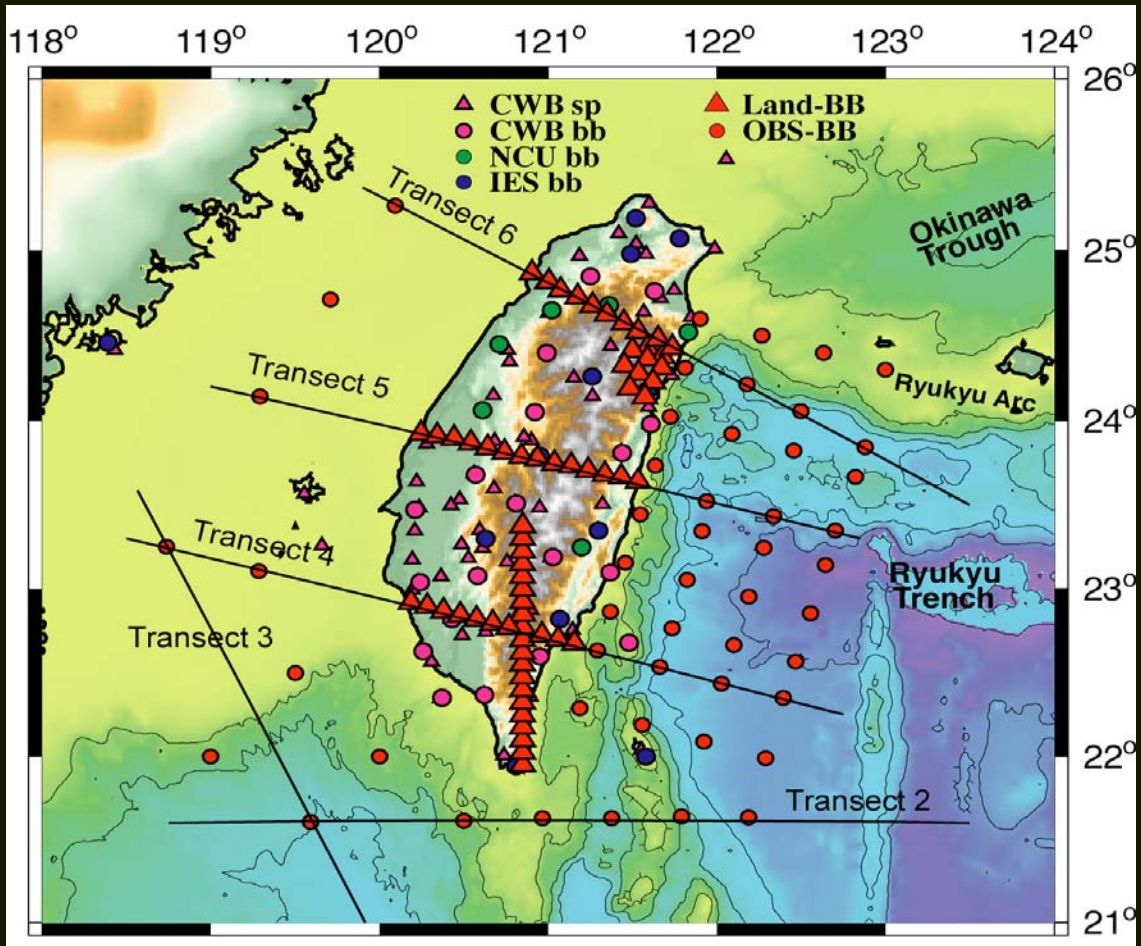 118° 119° 120° 121° 122° 123° 124°
26°
CWB sp
CWB bb
NCU bb
IES bb
Land-BB
OBS-BB
Transect 6
Okinawa
Trough
25°
Transect 5
Ryukyu Arc
24°
Transect 4
Ryukyu
Trench
23°
Transect 3
22°
Transect 2
21°